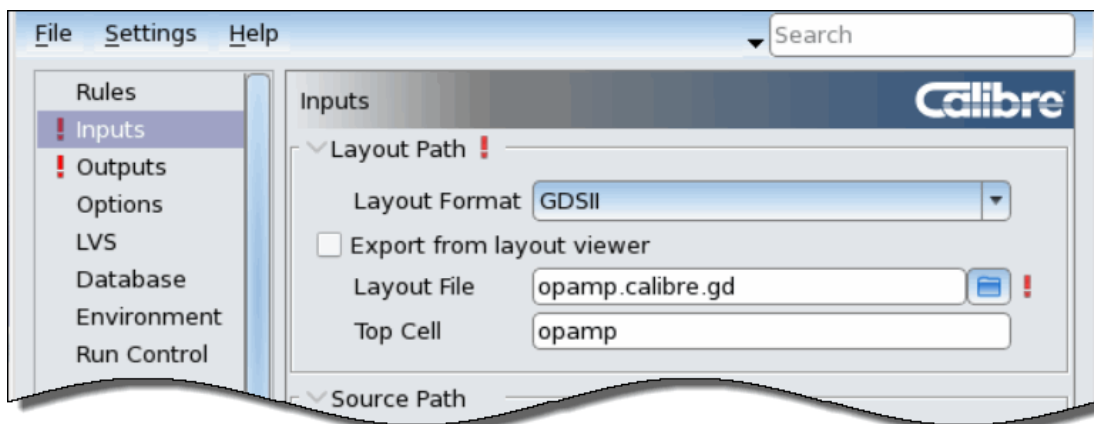 File Settings Help
Search
Rules
! Inputs
! Outputs
Options
LVS
Database
Environment
Run Control
Inputs
Calibre
Layout Path !
Layout Format GDSII
Export from layout viewer
Layout File opamp.calibre.gd !
Top Cell opamp
Source Path